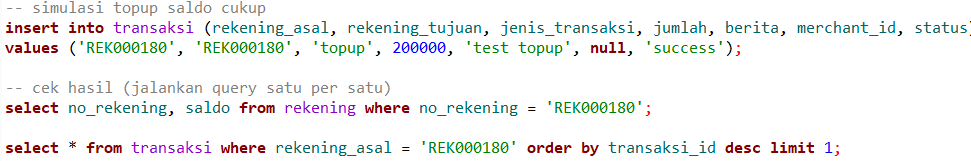 -- simulasi topup saldo cukup
insert into transaksi (rekening_asal, rekening_tujuan, jenis_transaksi, jumlah, berita, merchant_id, status)
values ('REK000180', 'REK000180', 'topup', 200000, 'test topup', null, 'success');
-- cek hasil (jalankan query satu per satu)
select no_rekening, saldo from rekening where no_rekening = 'REK000180';
select * from transaksi where rekening_asal = 'REK000180' order by transaksi_id desc limit 1;